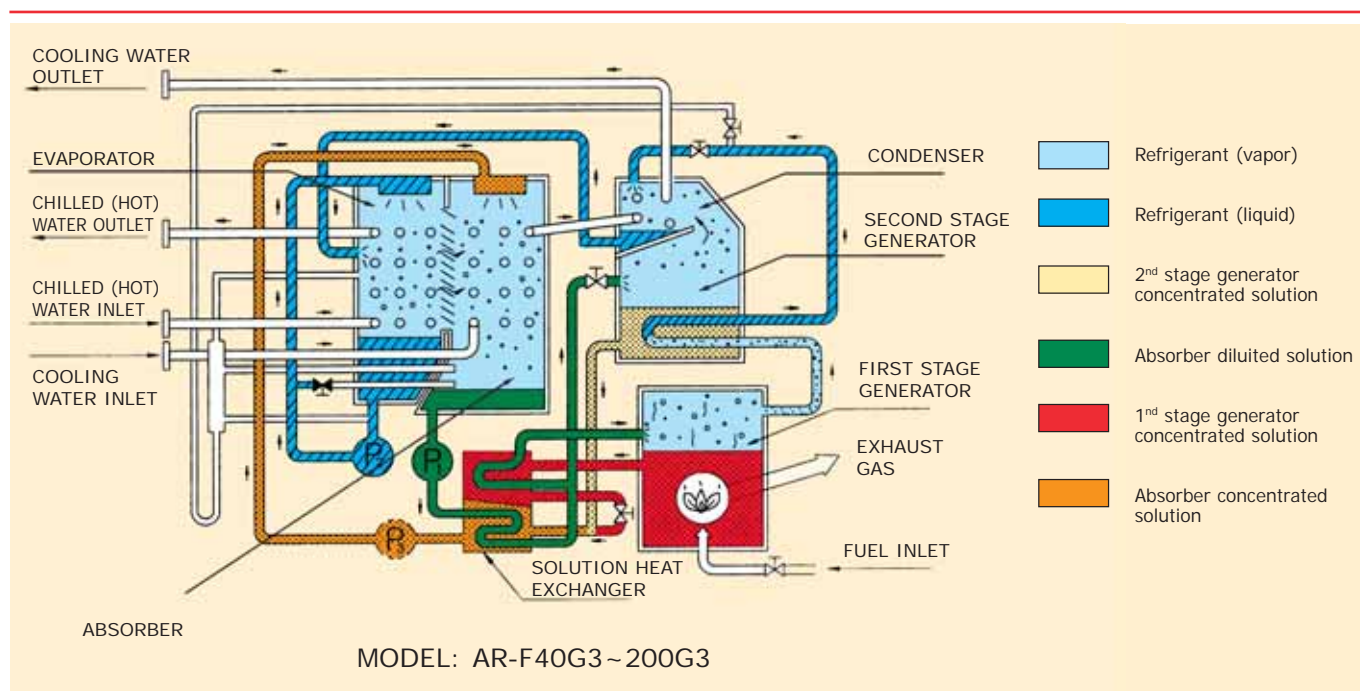 COOLING WATER
OUTLET
EVAPORATOR
CHILLED (HOT)
WATER OUTLET
CHILLED (HOT)
WATER INLET
COOLING
WATER INLET
ABSORBER
SOLUTION HEAT
EXCHANGER
CONDENSER
SECOND STAGE
GENERATOR
FIRST STAGE
GENERATOR
EXHAUST
GAS
FUEL INLET
P
P
P
MODEL: AR-F40G3~200G3
Refrigerant (vapor)
Refrigerant (liquid)
2nd stage generator
concentrated solution
Absorber diluited solution
1nd stage generator
concentrated solution
Absorber concentrated
solution